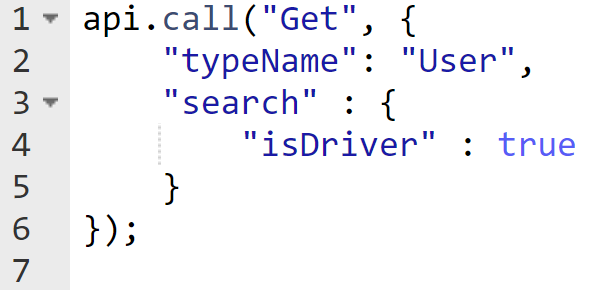 1 api.call("Get", {
2     "typeName": "User",
3     "search" : {
4         "isDriver" : true
5     }
6 });
7